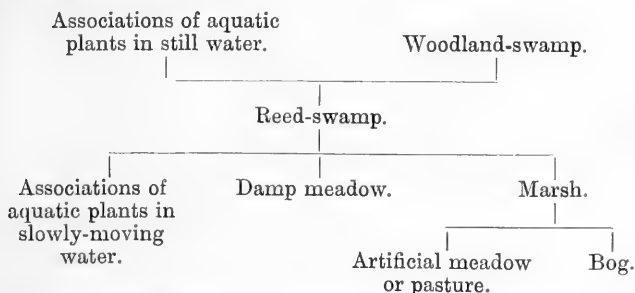 Associations of aquatic
plants in still water.
Woodland-swamp.
Reed-swamp.
Associations of
aquatic plants in
slowly-moving
water.
Damp meadow.
Marsh.
Artificial meadow
or pasture.
Bog.